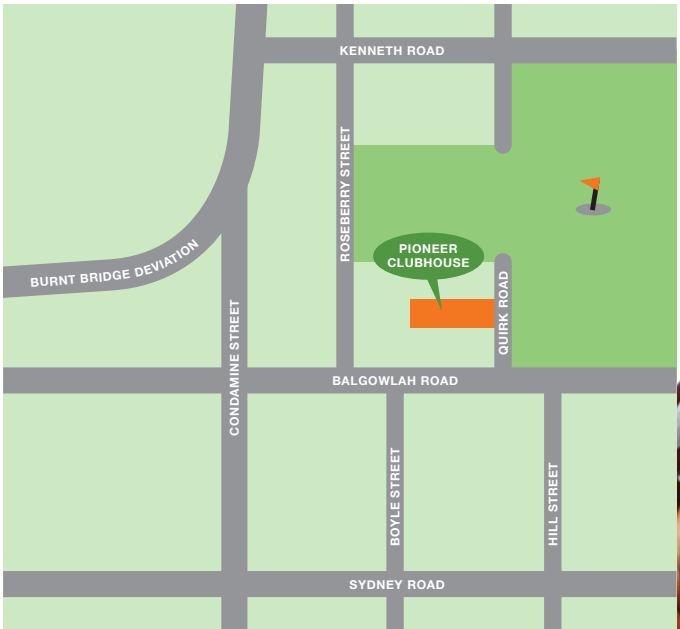 KENNETH ROAD
ROSEBERRY STREET
PIONEER
CLUBHOUSE
BURNT BRIDGE DEVIATION
QUIRK ROAD
CONDAMINE STREET
BALGOWLAH ROAD
BOYLE STREET
HILL STREET
SYDNEY ROAD